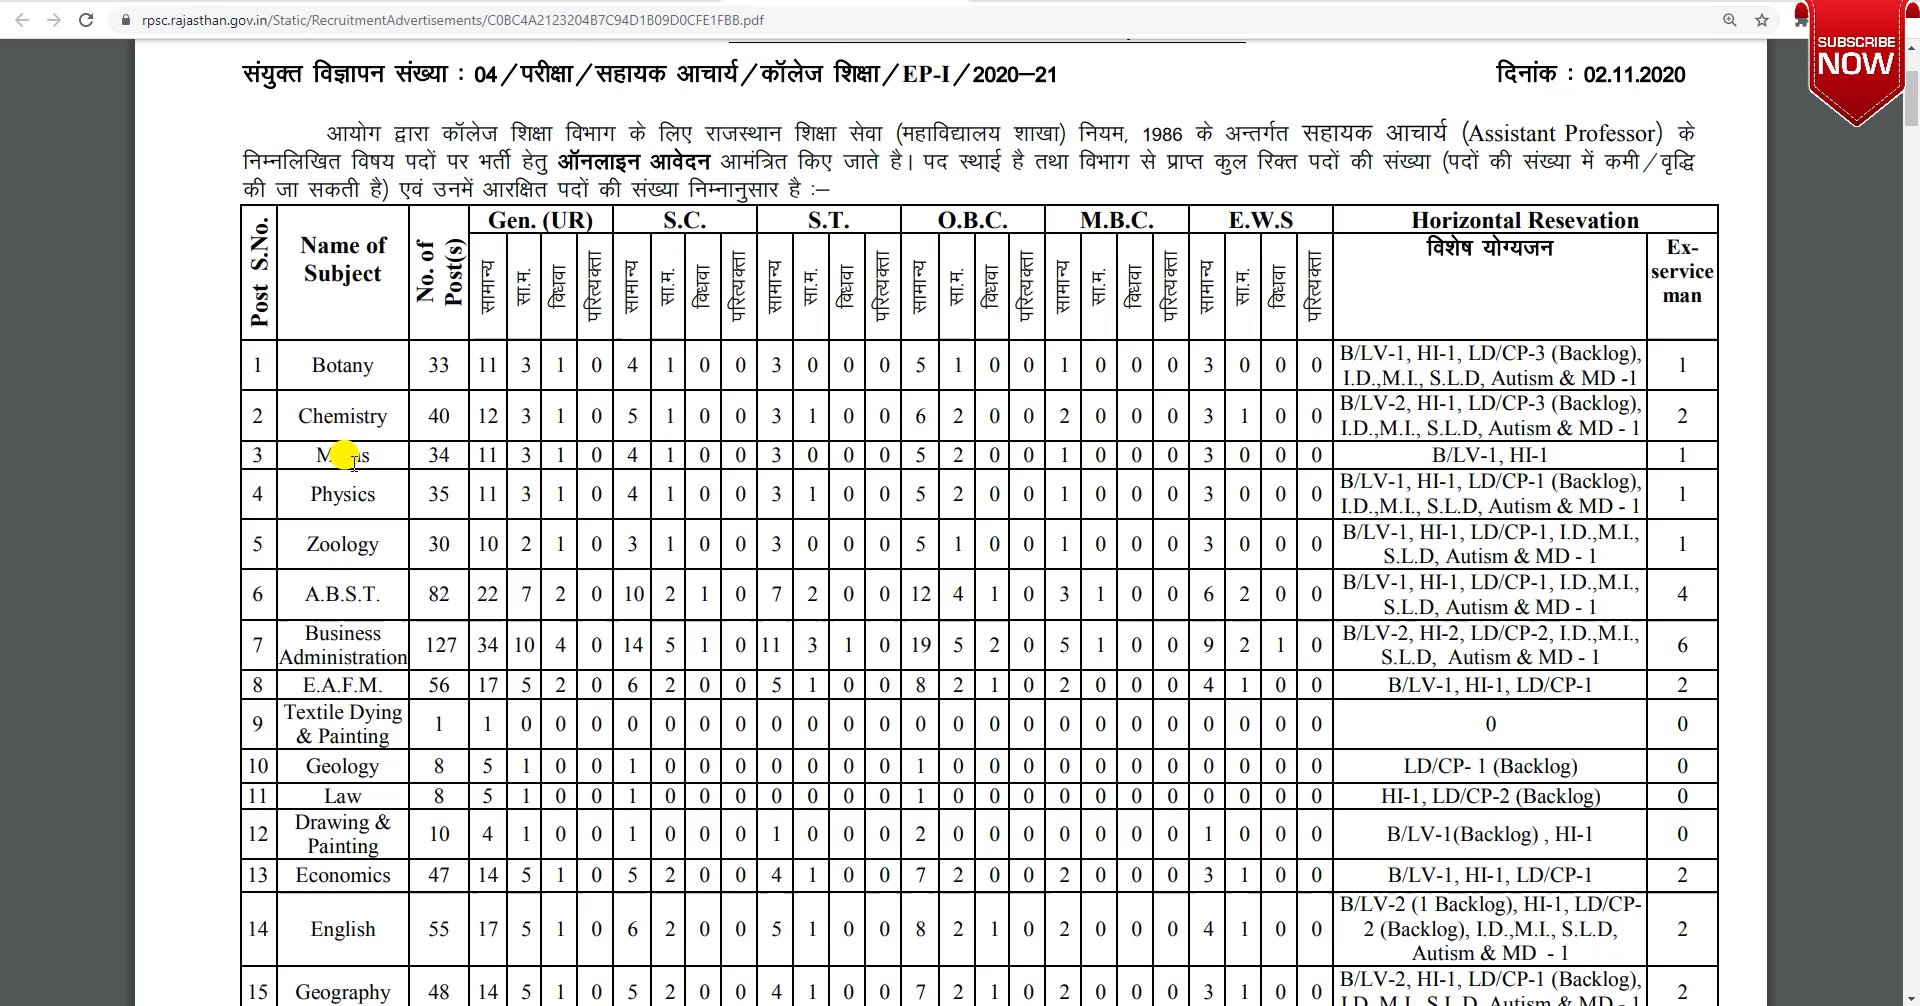 rpsc.rajasthan.gov.in/Static/RecruitmentAdvertisements/C0BC4A2123204B7C94D1B09D0CFE1FBB.pdf
SUBSCRIBE
NOW
संयुक्त विज्ञापन संख्या : 04/परीक्षा/सहायक आचार्य/कॉलेज शिक्षा/EP-I/2020–21 दिनांक : 02.11.2020
आयोग द्वारा कॉलेज शिक्षा विभाग के लिए राजस्थान शिक्षा सेवा (महाविद्यालय शाखा) नियम, 1986 के अन्तर्गत सहायक आचार्य (Assistant Professor) के
निम्नलिखित विषय पदों पर भर्ती हेतु ऑनलाइन आवेदन आमंत्रित किए जाते है। पद स्थाई है तथा विभाग से प्राप्त कुल रिक्त पदों की संख्या (पदों की संख्या में कमी/वृद्धि
की जा सकती है) एवं उनमें आरक्षित पदों की संख्या निम्नानुसार है :–
Post S.No. Name of Subject No. of Post(s) Gen. (UR) S.C. S.T. O.B.C. M.B.C. E.W.S Horizontal Resevation
सामान्य सा.म. विधवा परित्यक्ता सामान्य सा.म. विधवा परित्यक्ता सामान्य सा.म. विधवा परित्यक्ता सामान्य सा.म. विधवा परित्यक्ता सामान्य सा.म. विधवा परित्यक्ता सामान्य सा.म. विधवा परित्यक्ता विशेष योग्यजन Ex-service man
1 Botany 33 11 3 1 0 4 1 0 0 3 0 0 0 5 1 0 0 1 0 0 0 3 0 0 0 B/LV-1, HI-1, LD/CP-3 (Backlog), I.D.,M.I., S.L.D, Autism & MD -1 1
2 Chemistry 40 12 3 1 0 5 1 0 0 3 1 0 0 6 2 0 0 2 0 0 0 3 1 0 0 B/LV-2, HI-1, LD/CP-3 (Backlog), I.D.,M.I., S.L.D, Autism & MD - 1 2
3 34 11 3 1 0 4 1 0 0 3 0 0 0 5 2 0 0 1 0 0 0 3 0 0 0 B/LV-1, HI-1 1
4 Physics 35 11 3 1 0 4 1 0 0 3 1 0 0 5 2 0 0 1 0 0 0 3 0 0 0 B/LV-1, HI-1, LD/CP-1 (Backlog), I.D.,M.I., S.L.D, Autism & MD - 1 1
5 Zoology 30 10 2 1 0 3 1 0 0 3 0 0 0 5 1 0 0 1 0 0 0 3 0 0 0 B/LV-1, HI-1, LD/CP-1, I.D.,M.I., S.L.D, Autism & MD - 1 1
6 A.B.S.T. 82 22 7 2 0 10 2 1 0 7 2 0 0 12 4 1 0 3 1 0 0 6 2 0 0 B/LV-1, HI-1, LD/CP-1, I.D.,M.I., S.L.D, Autism & MD - 1 4
7 Business Administration 127 34 10 4 0 14 5 1 0 11 3 1 0 19 5 2 0 5 1 0 0 9 2 1 0 B/LV-2, HI-2, LD/CP-2, I.D.,M.I., S.L.D, Autism & MD - 1 6
8 E.A.F.M. 56 17 5 2 0 6 2 0 0 5 1 0 0 8 2 1 0 2 0 0 0 4 1 0 0 B/LV-1, HI-1, LD/CP-1 2
9 Textile Dying & Painting 1 1 0 0 0 0 0 0 0 0 0 0 0 0 0 0 0 0 0 0 0 0 0 0 0 0 0
10 Geology 8 5 1 0 0 1 0 0 0 0 0 0 0 1 0 0 0 0 0 0 0 0 0 0 0 LD/CP- 1 (Backlog) 0
11 Law 8 5 1 0 0 1 0 0 0 0 0 0 0 1 0 0 0 0 0 0 0 0 0 0 0 HI-1, LD/CP-2 (Backlog) 0
12 Drawing & Painting 10 4 1 0 0 1 0 0 0 1 0 0 0 2 0 0 0 0 0 0 0 1 0 0 0 B/LV-1(Backlog) , HI-1 0
13 Economics 47 14 5 1 0 5 2 0 0 4 1 0 0 7 2 0 0 2 0 0 0 3 1 0 0 B/LV-1, HI-1, LD/CP-1 2
14 English 55 17 5 1 0 6 2 0 0 5 1 0 0 8 2 1 0 2 0 0 0 4 1 0 0 B/LV-2 (1 Backlog), HI-1, LD/CP-2 (Backlog), I.D.,M.I., S.L.D, Autism & MD - 1 2
15 Geography 48 14 5 1 0 5 2 0 0 4 1 0 0 7 2 1 0 2 0 0 0 3 1 0 0 B/LV-2, HI-1, LD/CP-1 (Backlog), 2